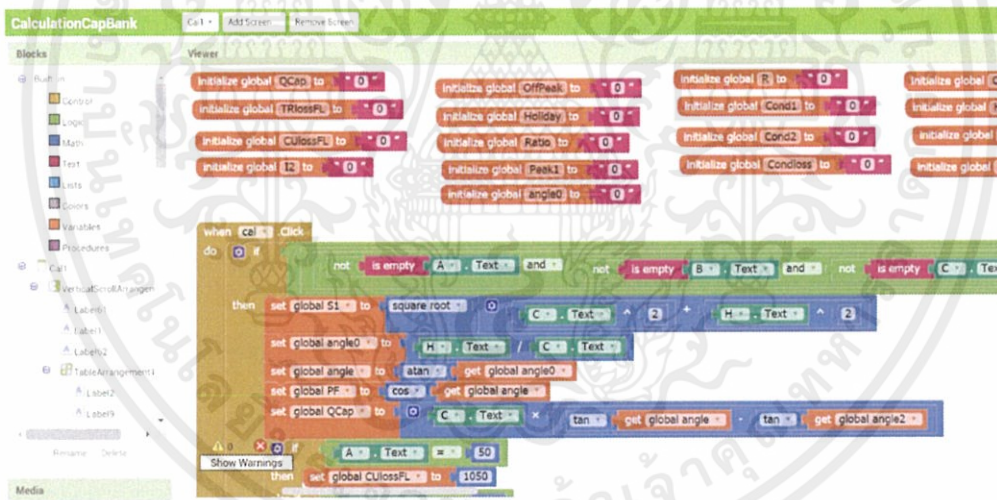 CalculationCapBank
Cal1 Add Screen Remove Screen
Blocks
Viewer
Built-in
Control
Logic
Math
Text
Lists
Colors
Variables
Procedures
Cal1
VerticalScrollArrangen
Label61
Label1
Label62
TableArrangement1
Label2
Label9
Rename Delete
Media
initialize global QCap to " 0 "
initialize global TRlossFL to " 0 "
initialize global CUlossFL to " 0 "
initialize global I2 to " 0 "
initialize global OffPeak to " 0 "
initialize global Holiday to " 0 "
initialize global Ratio to " 0 "
initialize global Peak1 to " 0 "
initialize global angle0 to " 0 "
initialize global R to " 0 "
initialize global Cond1 to " 0 "
initialize global Cond2 to " 0 "
initialize global Condloss to " 0 "
initialize global
initialize global
initialize global
initialize global
when cal .Click
do if not is empty A . Text and not is empty B . Text and not is empty C . Tex
then set global S1 to square root C . Text ^ 2 + H . Text ^ 2
set global angle0 to H . Text / C . Text
set global angle to atan get global angle0
set global PF to cos get global angle
set global QCap to C . Text × tan get global angle - tan get global angle2
0 0 if A . Text = 50
Show Warnings
then set global CUlossFL to 1050